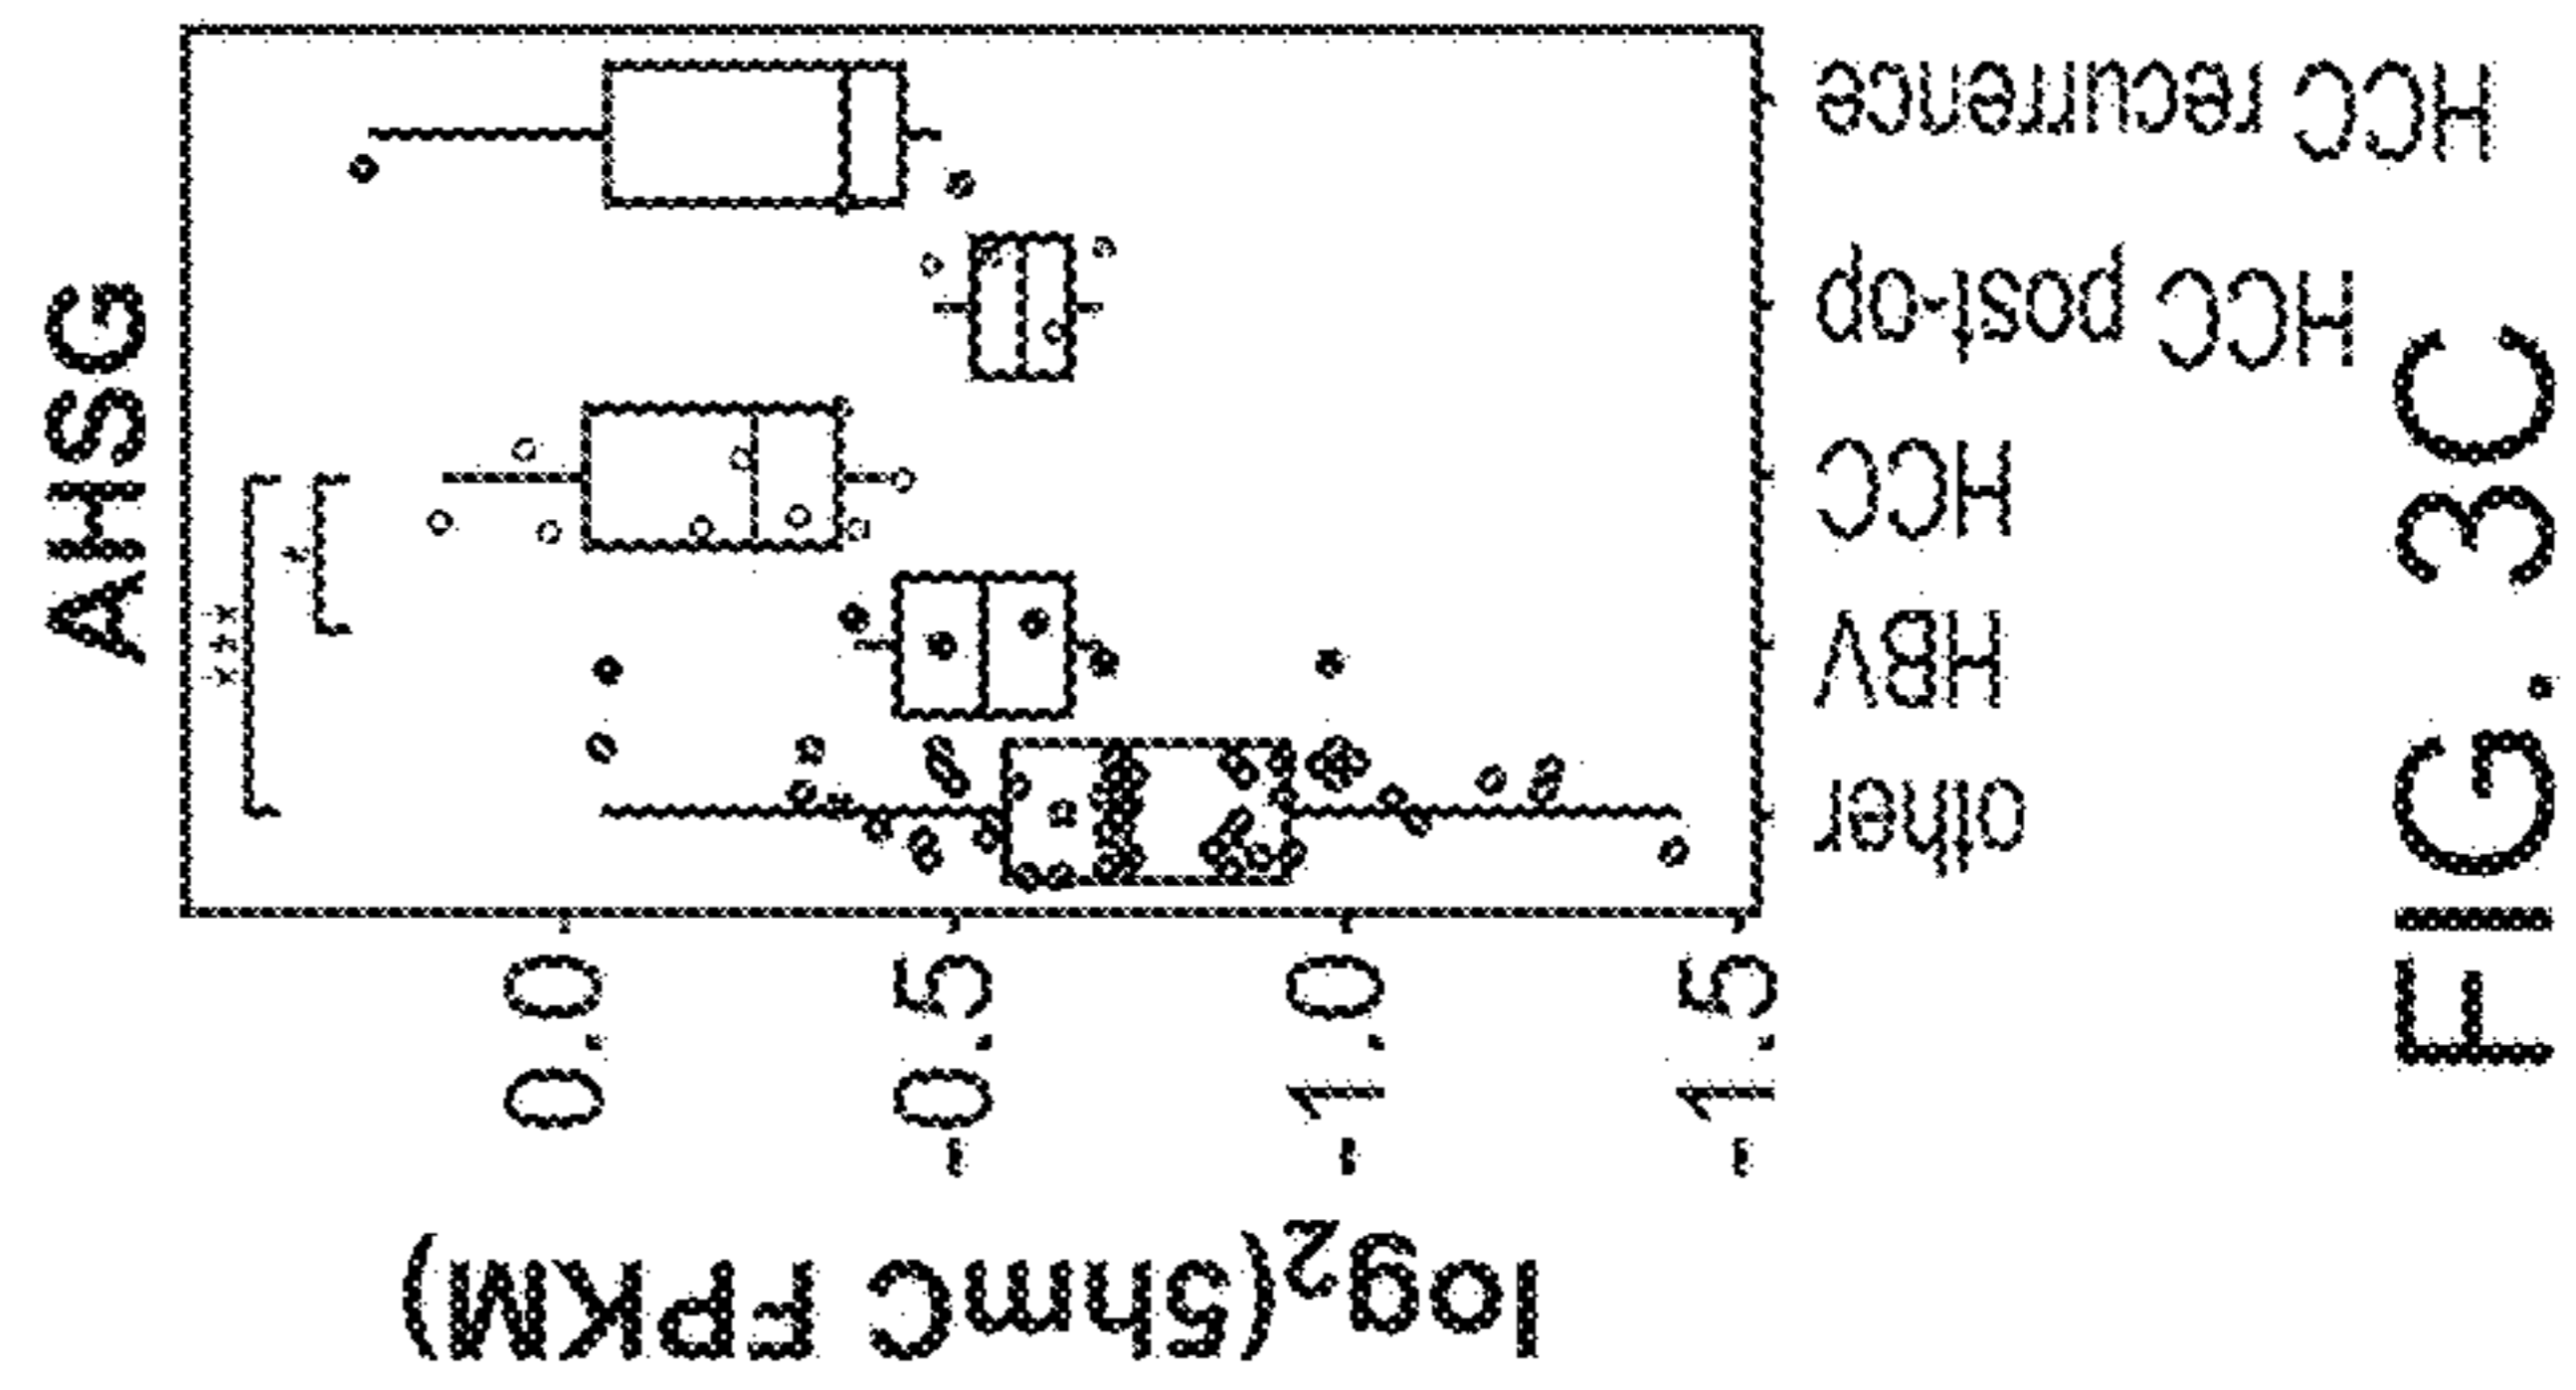 AHSG
***
*
log₂(5hmC FPKM)
0.0
-0.5
-1.0
-1.5
other
HBV
HCC
HCC post-op
HCC recurrence
FIG. 3C